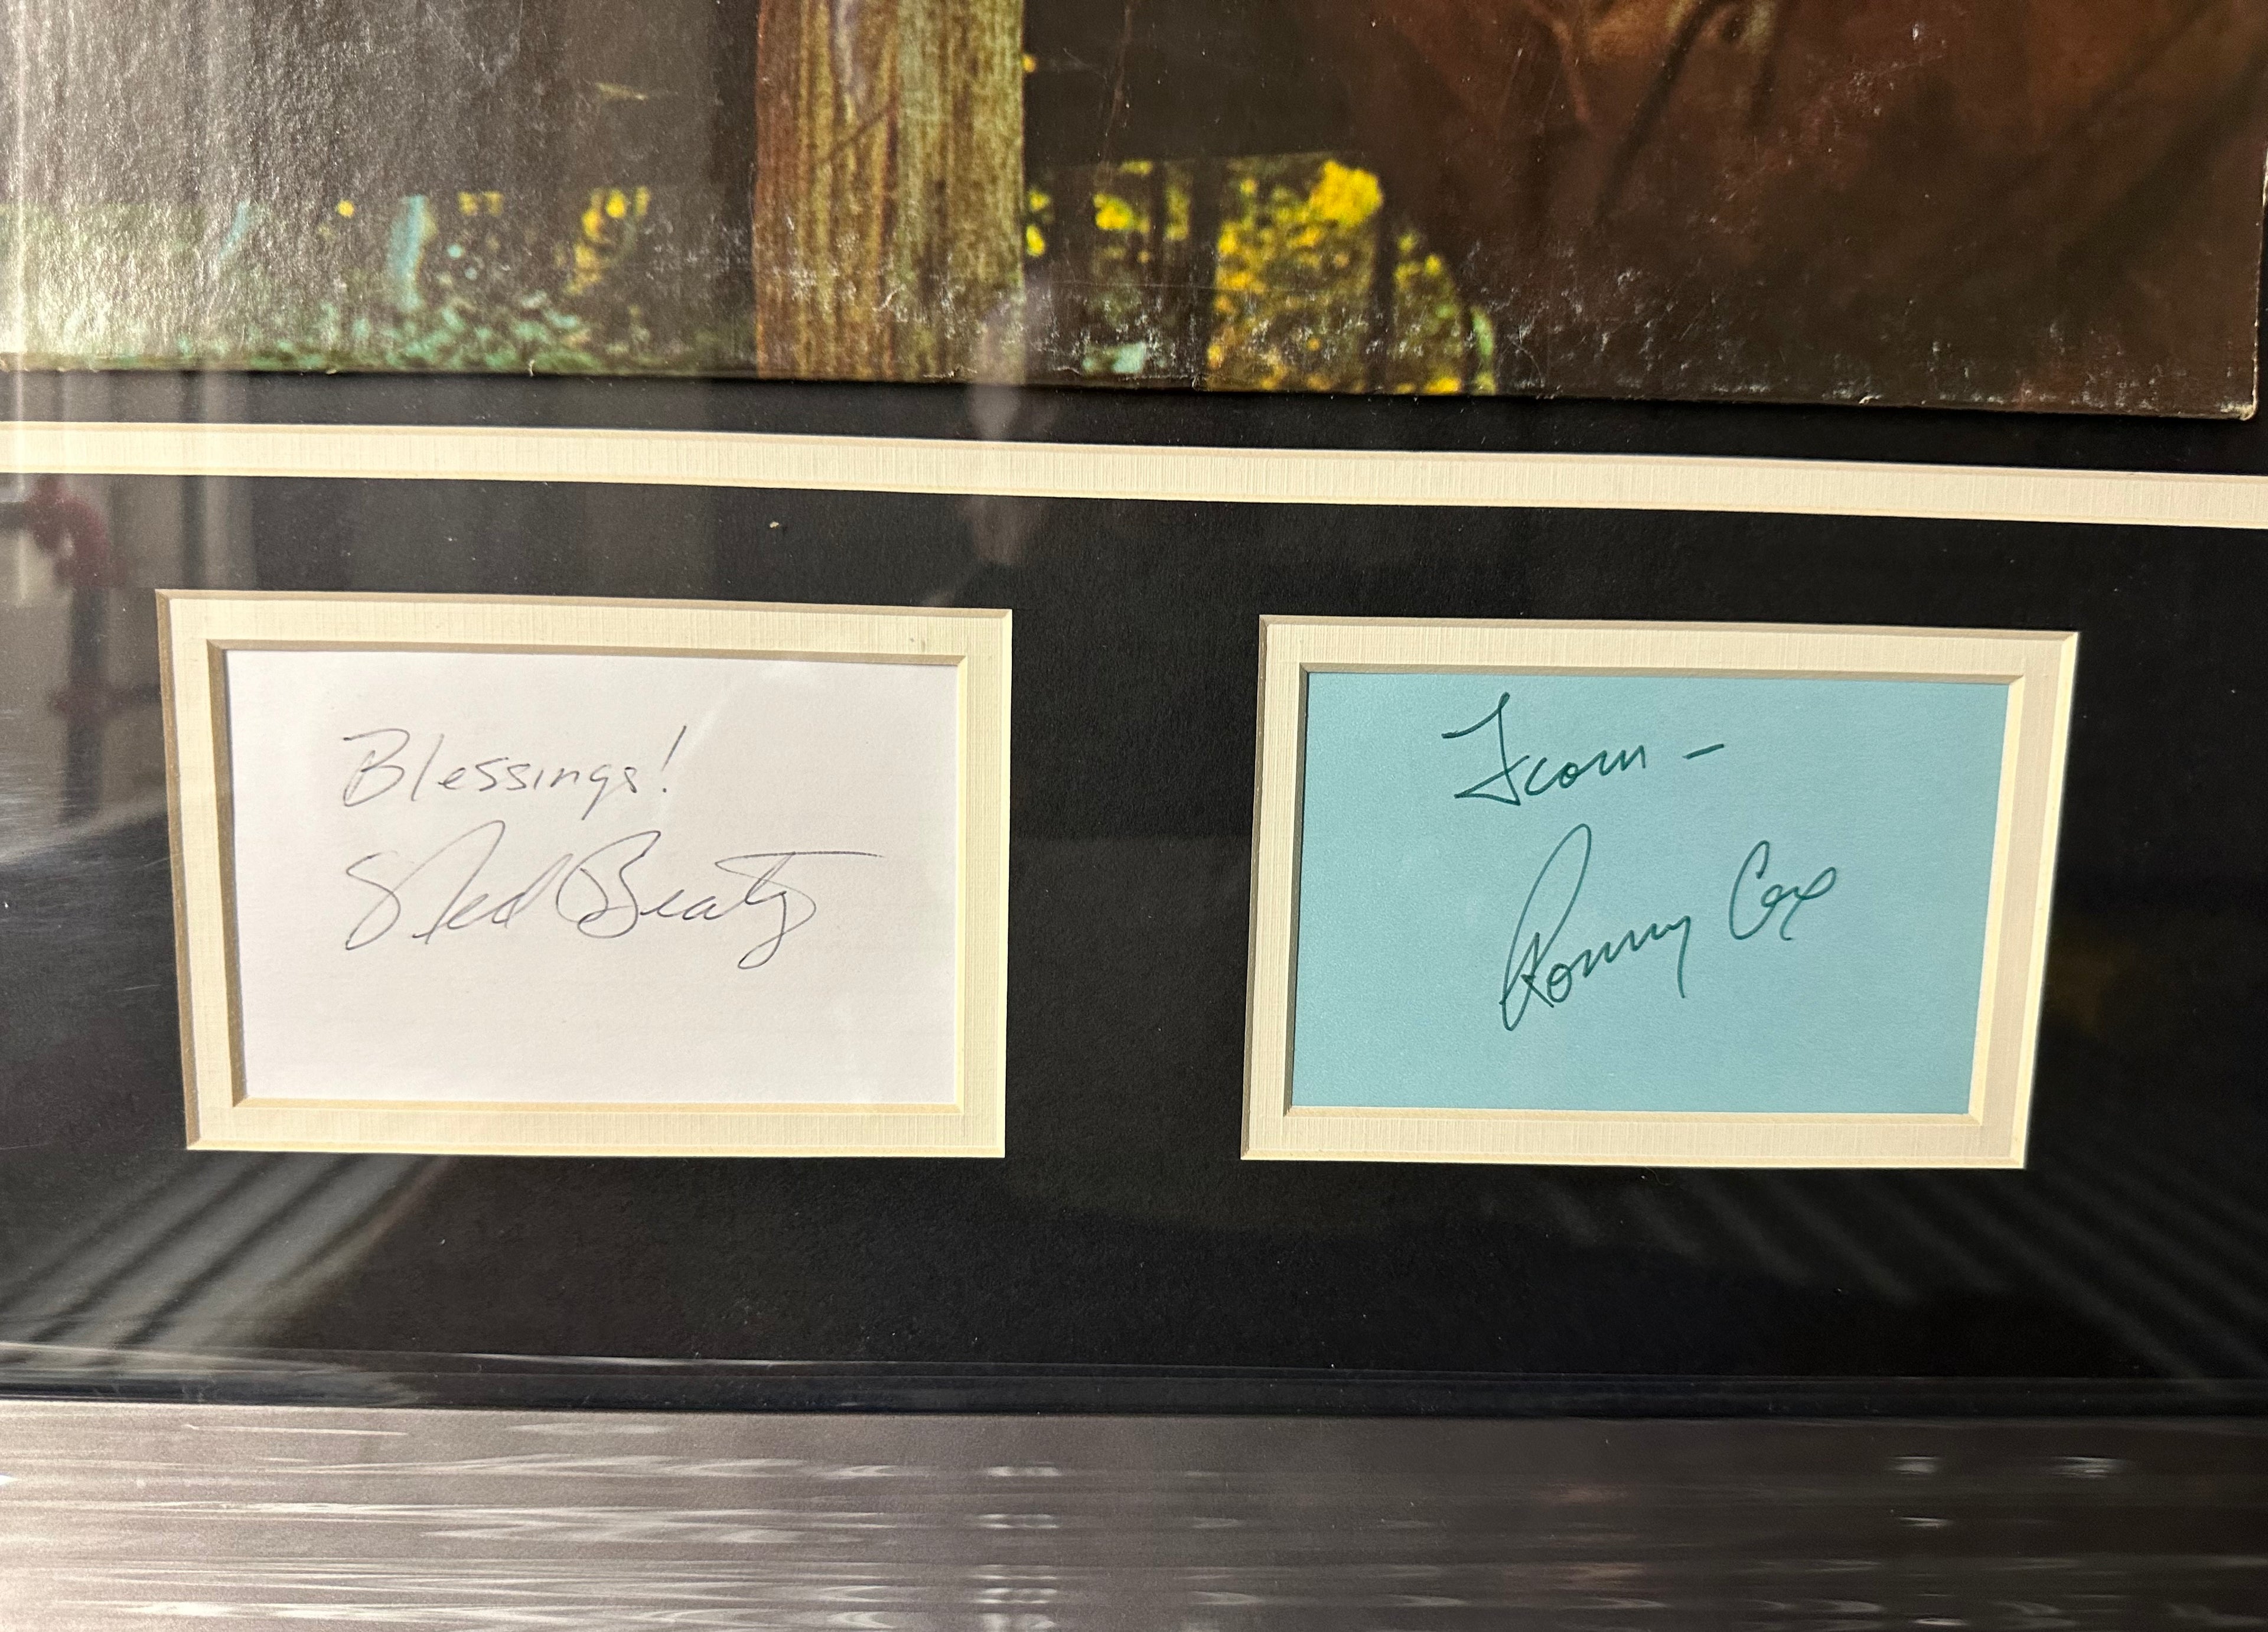 Blessings!
Ned Beatty
From -
Ronny Cox